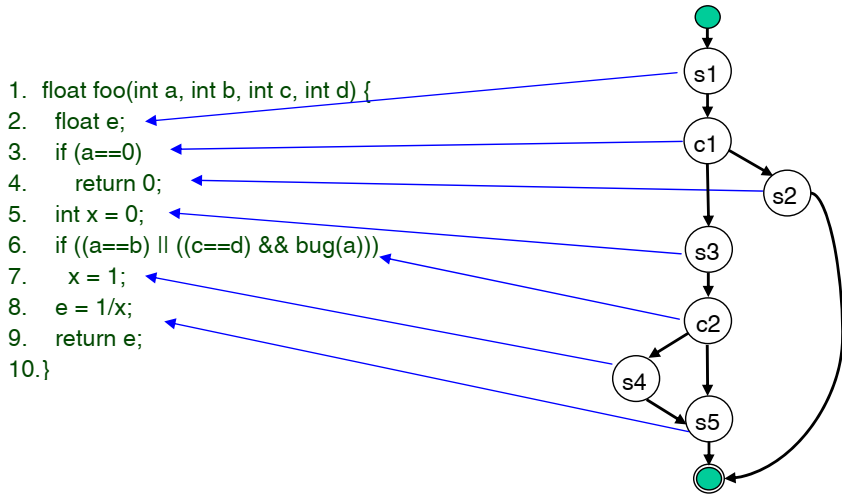 1. float foo(int a, int b, int c, int d) {
2. float e;
3. if (a==0)
4. return 0;
5. int x = 0;
6. if ((a==b) || ((c==d) && bug(a)))
7. x = 1;
8. e = 1/x;
9. return e;
10.}
s1
c1
s2
s3
c2
s4
s5